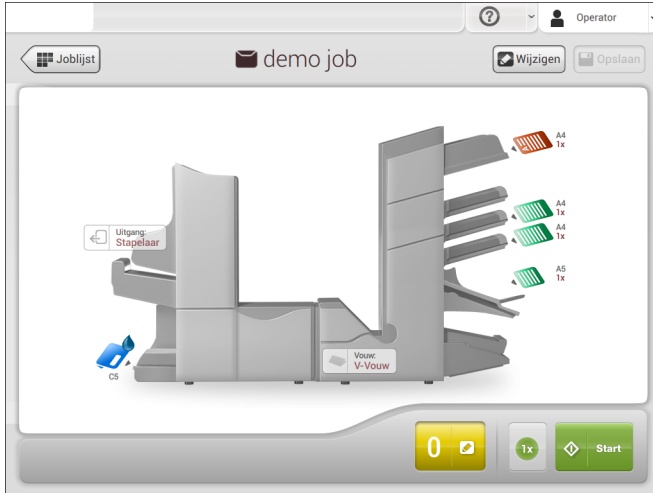 ? Operator
Joblijst
demo job
Wijzigen
Opslaan
A4
1x
A4
1x
A4
1x
A5
1x
Uitgang:
Stapelaar
Vouw:
V-Vouw
C5
0
1x
Start